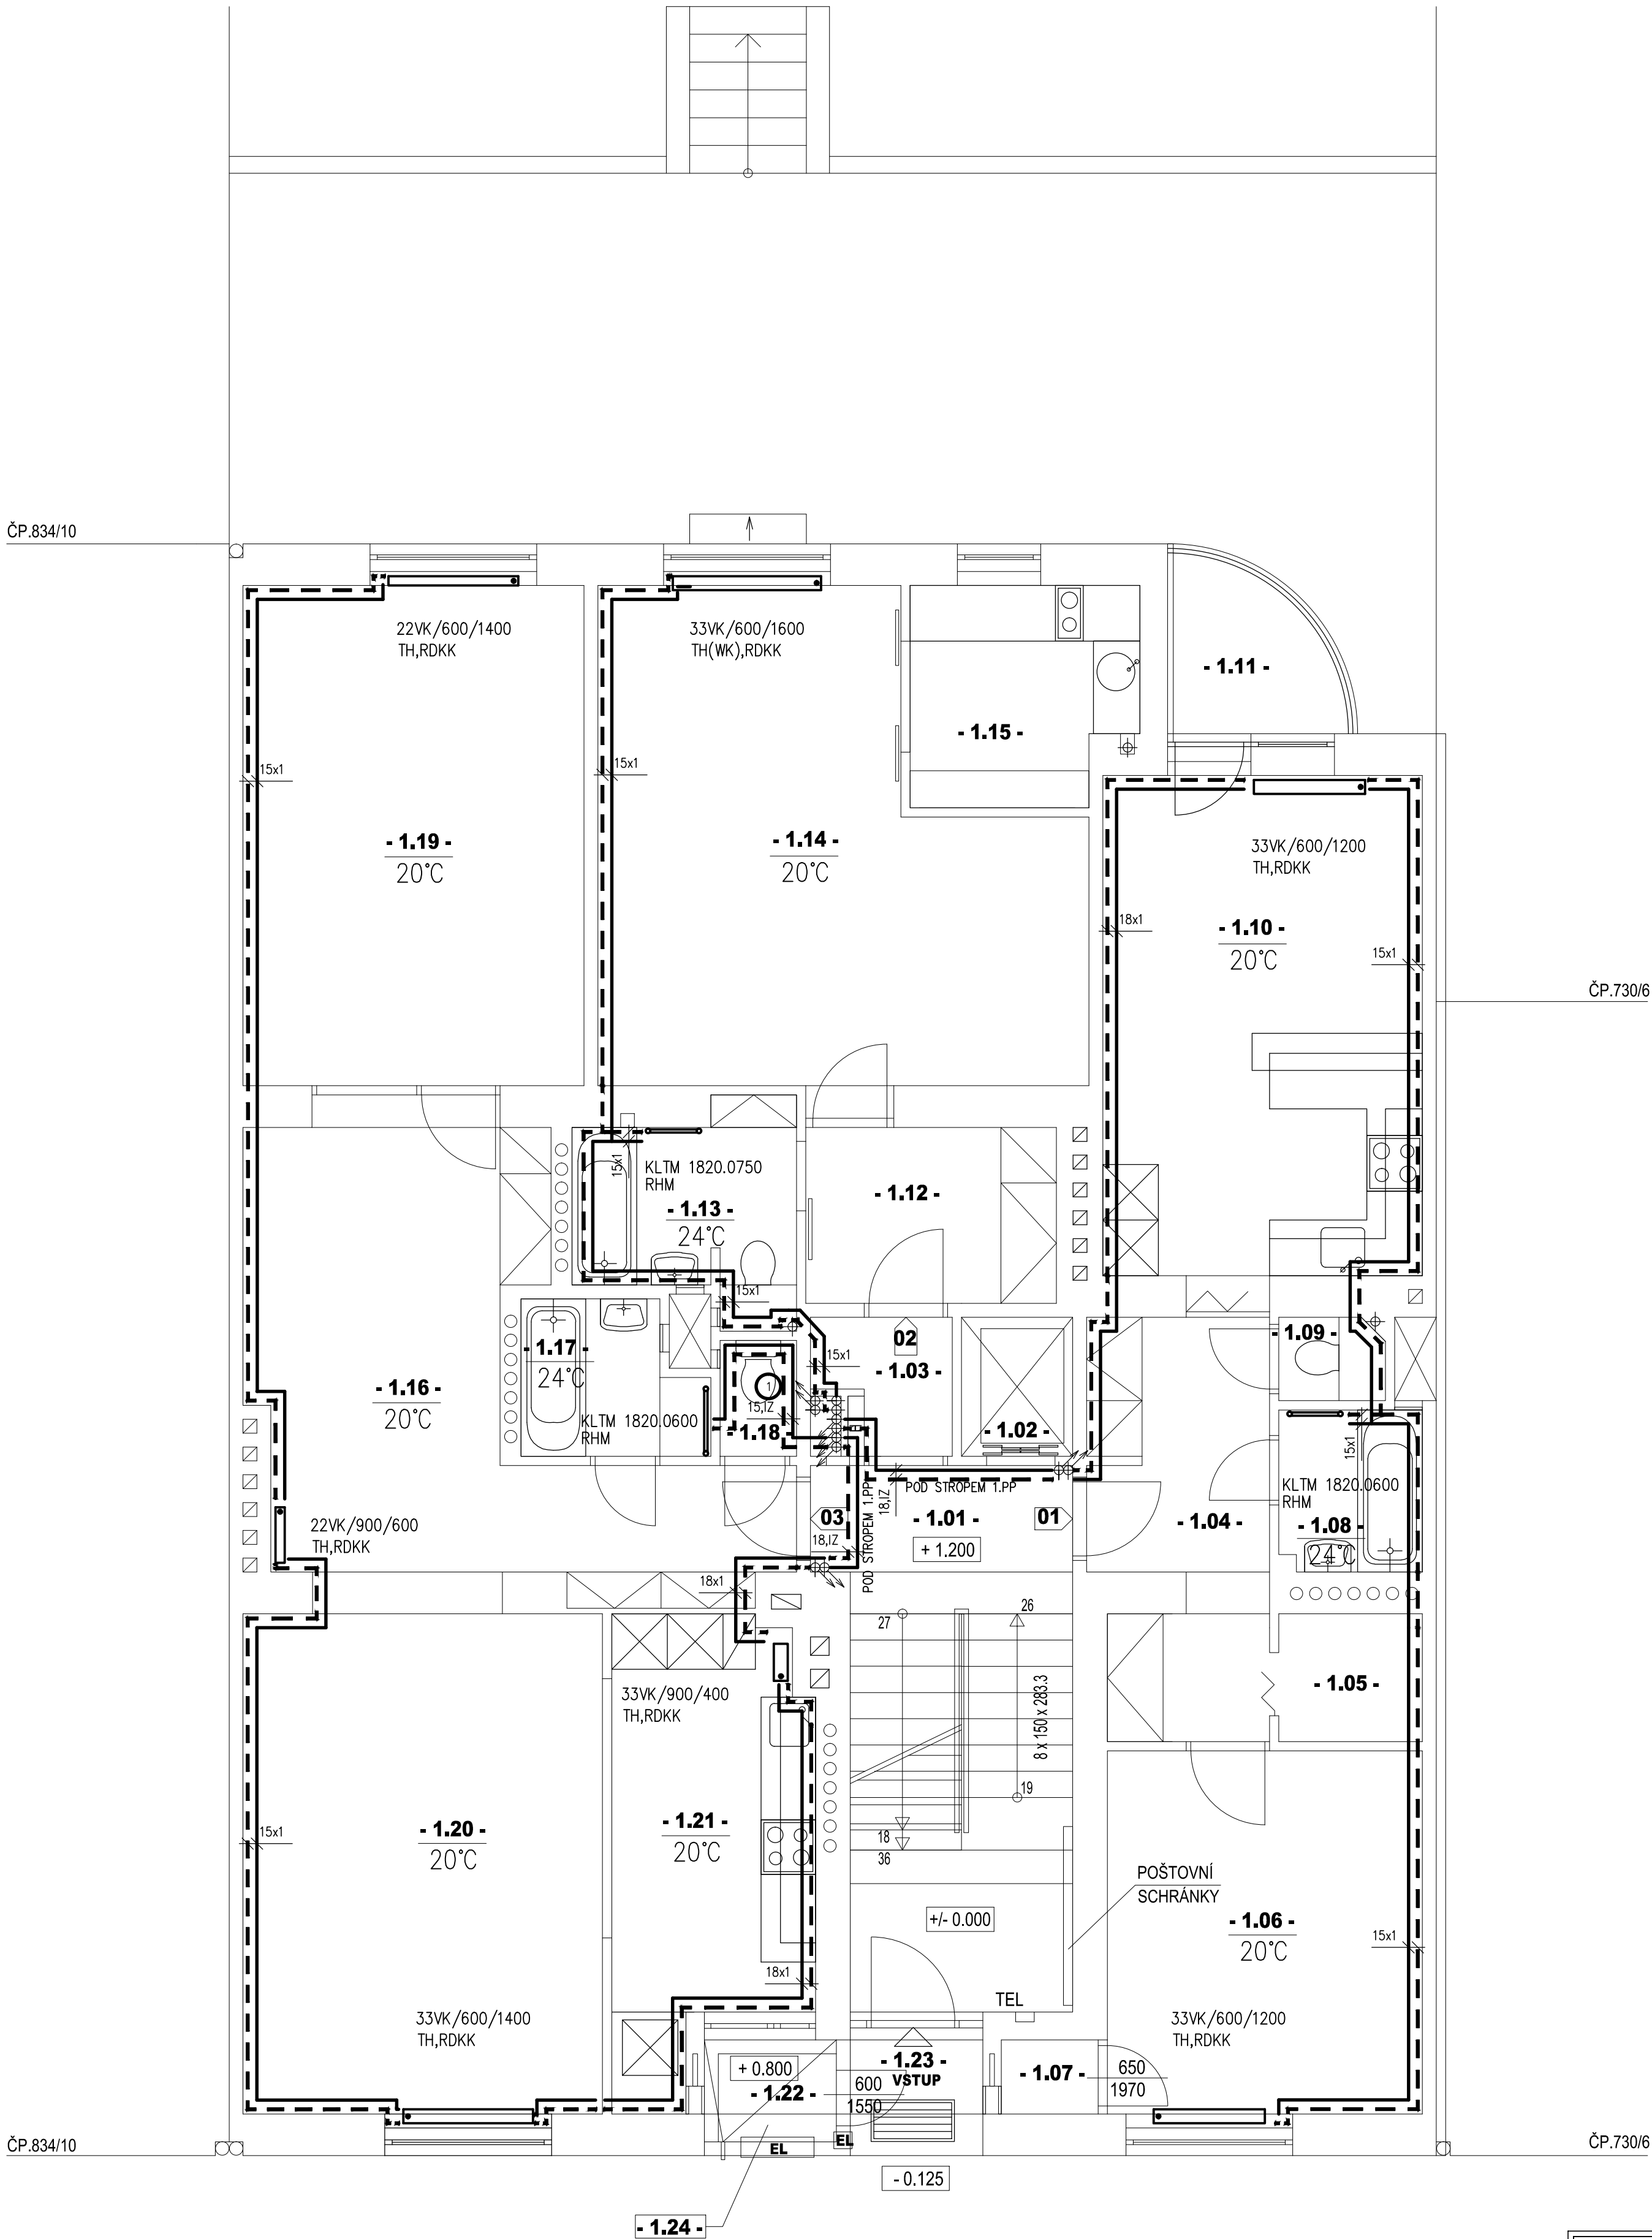 ČP.834/10
22VK/600/1400
TH,RDKK
33VK/600/1600
TH(WK),RDKK
- 1.11 -
- 1.15 -
15x1
15x1
- 1.19 -
20°C
- 1.14 -
20°C
33VK/600/1200
TH,RDKK
18x1
- 1.10 -
20°C
15x1
ČP.730/6
15x1
KLTM 1820.0750
RHM
- 1.13 -
24°C
- 1.12 -
15x1
02
- 1.03 -
15x1
- 1.09 -
- 1.17 -
24°C
- 1.16 -
20°C
1
15,IZ
KLTM 1820.0600
RHM
- 1.18 -
- 1.02 -
15x1
KLTM 1820.0600
RHM
POD STROPEM 1.PP
18,IZ
22VK/900/600
TH,RDKK
03
- 1.01 -
01
- 1.04 -
- 1.08 -
24°C
18,IZ
+ 1.200
POD STROPEM 1.PP
18x1
27
26
33VK/900/400
TH,RDKK
8 x 150 x 283.3
- 1.05 -
19
15x1
- 1.20 -
20°C
- 1.21 -
20°C
18
36
POŠTOVNÍ
SCHRÁNKY
+/- 0.000
- 1.06 -
20°C
15x1
18x1
TEL
33VK/600/1400
TH,RDKK
33VK/600/1200
TH,RDKK
+ 0.800
- 1.23 -
VSTUP
- 1.22 -
600
1550
- 1.07 -
650
1970
ČP.834/10
EL
EL
ČP.730/6
- 0.125
- 1.24 -